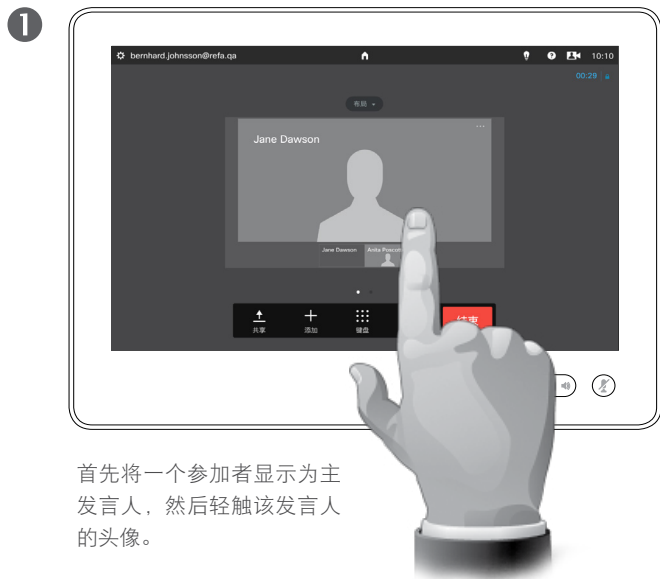 1
bernhard.johnsson@refa.qa
10:10
00:29
布局
Jane Dawson
Jane Dawson
Anita
共享
添加
键盘
结束
首先将一个参加者显示为主
发言人，然后轻触该发言人
的头像。